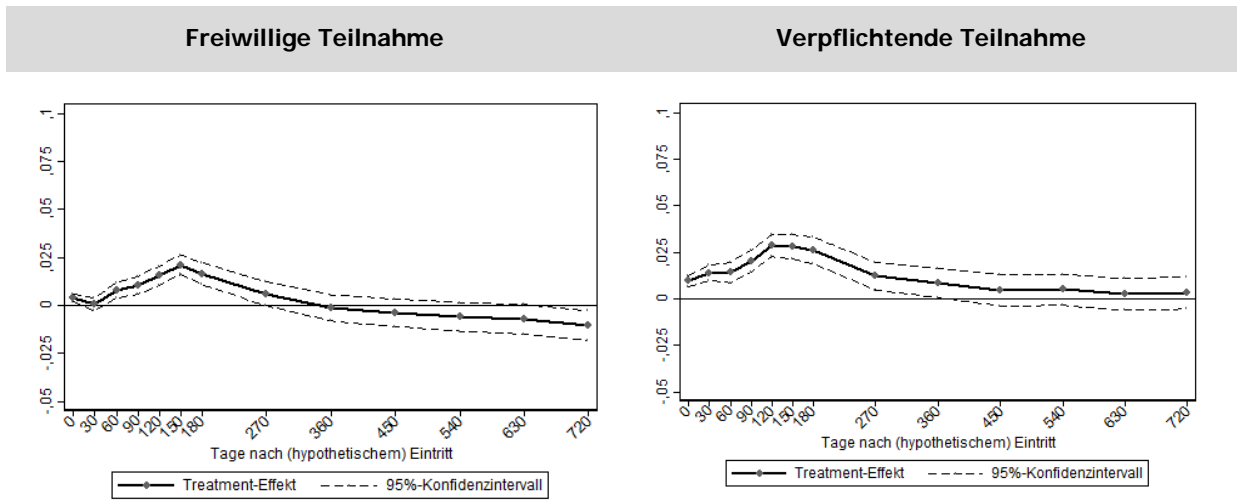 Freiwillige Teilnahme
Verpflichtende Teilnahme
,1
,075
,05
,025
0
-,025
-,05
0 30 60 90 120 150 180 270 360 450 540 630 720
Tage nach (hypothetischem) Eintritt
Treatment-Effekt 95%-Konfidenzintervall
,1
,075
,05
,025
0
-,025
-,05
0 30 60 90 120 150 180 270 360 450 540 630 720
Tage nach (hypothetischem) Eintritt
Treatment-Effekt 95%-Konfidenzintervall